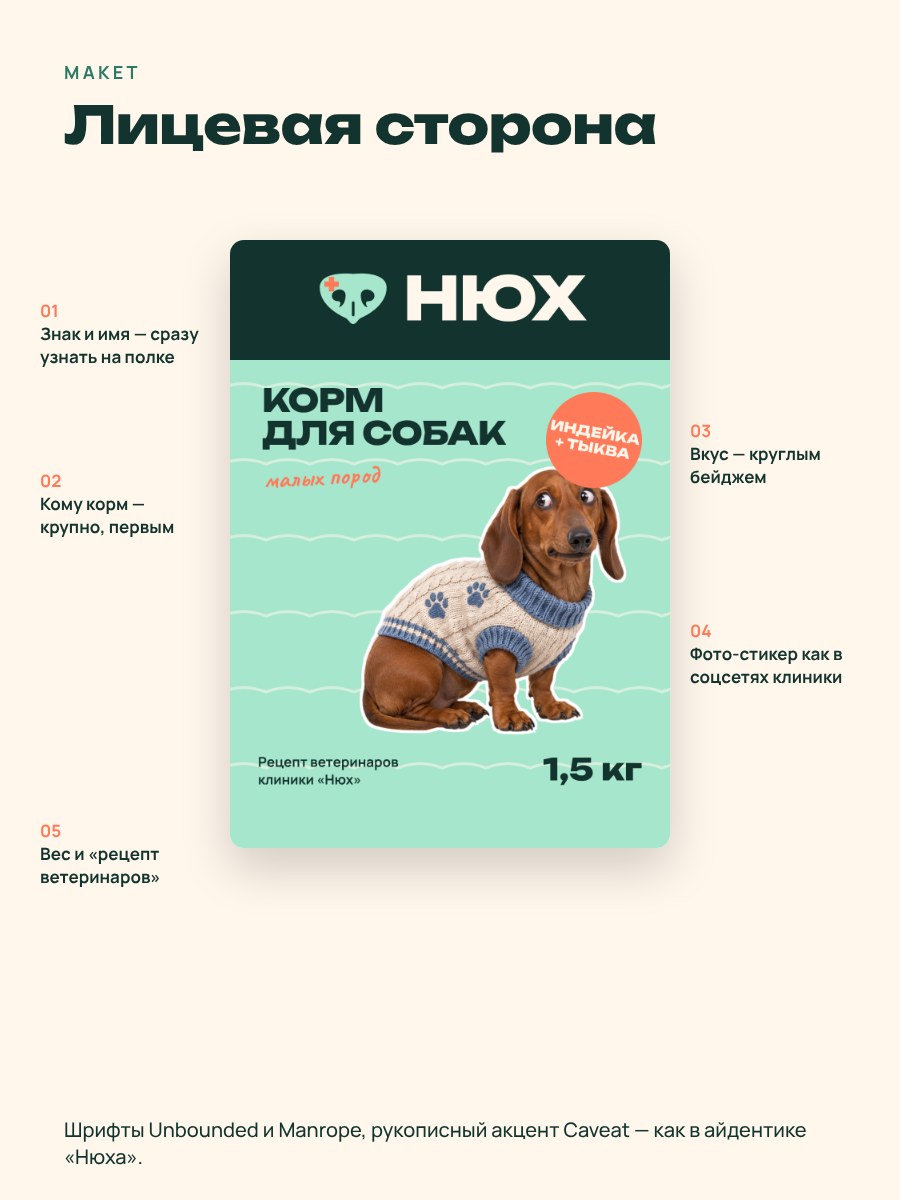 МАКЕТ
Лицевая сторона
НЮХ
01
Знак и имя — сразу
узнать на полке
КОРМ
ДЛЯ СОБАК
малых пород
ИНДЕЙКА
+ ТЫКВА
03
Вкус — круглым
бейджем
02
Кому корм —
крупно, первым
04
Фото-стикер как в
соцсетях клиники
Рецепт ветеринаров
клиники «Нюх»
1,5 кг
05
Вес и «рецепт
ветеринаров»
Шрифты Unbounded и Manrope, рукописный акцент Caveat — как в айдентике
«Нюха».